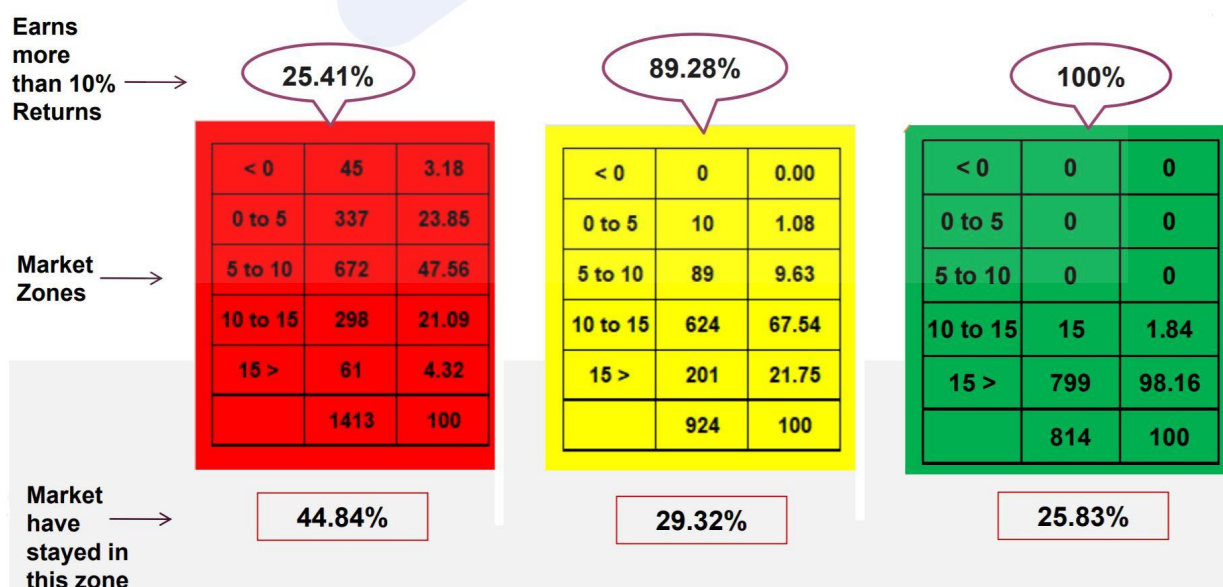 Earns
more
than 10%
Returns
25.41%
89.28%
100%
Market
Zones
< 0 45 3.18
0 to 5 337 23.85
5 to 10 672 47.56
10 to 15 298 21.09
15 > 61 4.32
1413 100
< 0 0 0.00
0 to 5 10 1.08
5 to 10 89 9.63
10 to 15 624 67.54
15 > 201 21.75
924 100
< 0 0 0
0 to 5 0 0
5 to 10 0 0
10 to 15 15 1.84
15 > 799 98.16
814 100
Market
have
stayed in
this zone
44.84%
29.32%
25.83%